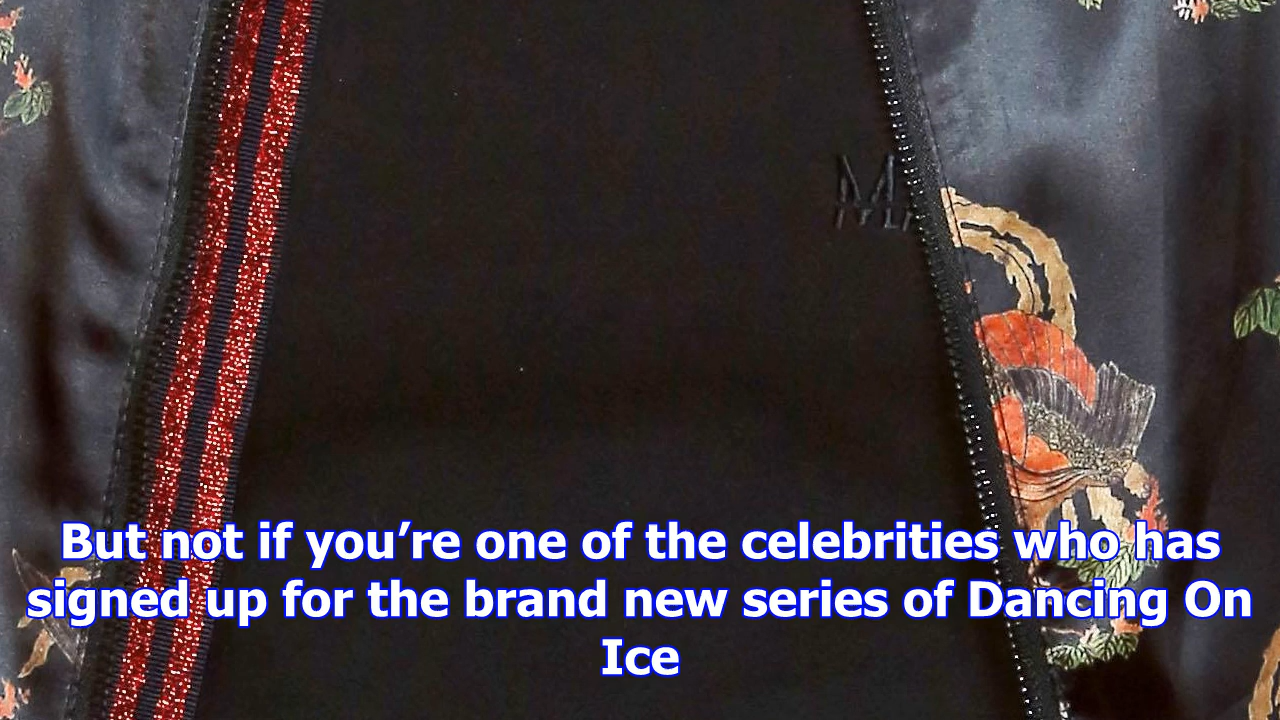 M
But not if you’re one of the celebrities who has
signed up for the brand new series of Dancing On
Ice